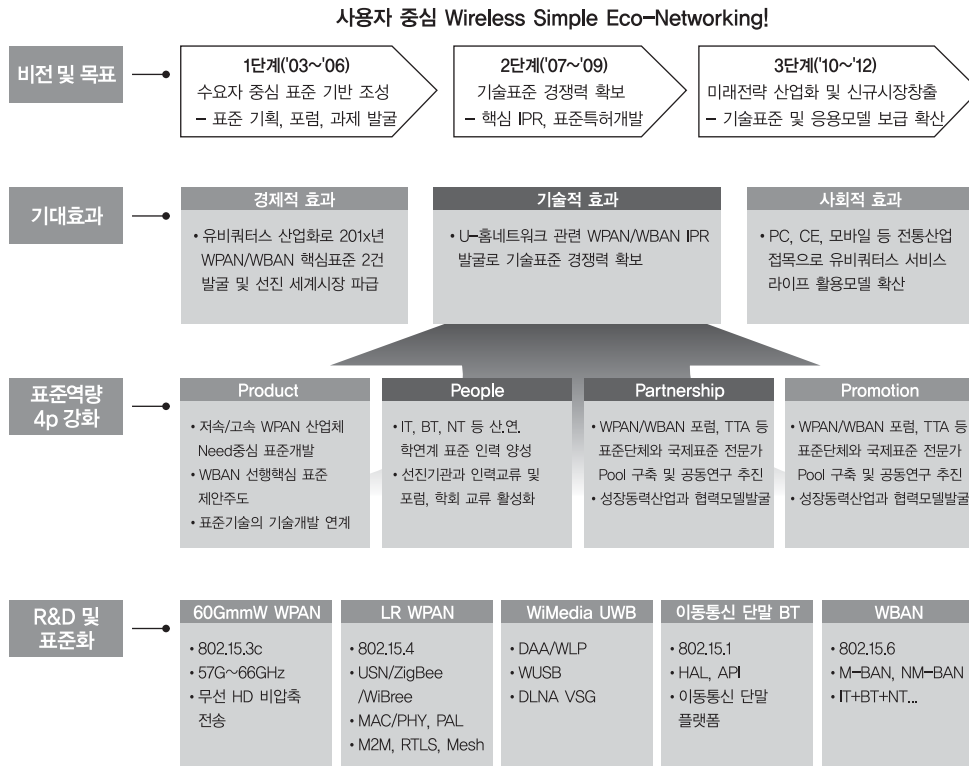 사용자 중심 Wireless Simple Eco-Networking!
비전 및 목표
1단계('03~'06)
수요자 중심 표준 기반 조성
- 표준 기획, 포럼, 과제 발굴
2단계('07~'09)
기술표준 경쟁력 확보
- 핵심 IPR, 표준특허개발
3단계('10~'12)
미래전략 산업화 및 신규시장창출
- 기술표준 및 응용모델 보급 확산
기대효과
경제적 효과
• 유비쿼터스 산업화로 201x년
WPAN/WBAN 핵심표준 2건
발굴 및 선진 세계시장 파급
기술적 효과
• U-홈네트워크 관련 WPAN/WBAN IPR
발굴로 기술표준 경쟁력 확보
사회적 효과
• PC, CE, 모바일 등 전통산업
접목으로 유비쿼터스 서비스
라이프 활용모델 확산
표준역량
4p 강화
Product
• 저속/고속 WPAN 산업체
Need중심 표준개발
• WBAN 선행핵심 표준
제안주도
• 표준기술의 기술개발 연계
People
• IT, BT, NT 등 산.연.
학연계 표준 인력 양성
• 선진기관과 인력교류 및
포럼, 학회 교류 활성화
Partnership
• WPAN/WBAN 포럼, TTA 등
표준단체와 국제표준 전문가
Pool 구축 및 공동연구 추진
• 성장동력산업과 협력모델발굴
Promotion
• WPAN/WBAN 포럼, TTA 등
표준단체와 국제표준 전문가
Pool 구축 및 공동연구 추진
• 성장동력산업과 협력모델발굴
R&D 및
표준화
60GmmW WPAN
• 802.15.3c
• 57G~66GHz
• 무선 HD 비압축
전송
LR WPAN
• 802.15.4
• USN/ZigBee
/WiBree
• MAC/PHY, PAL
• M2M, RTLS, Mesh
WiMedia UWB
• DAA/WLP
• WUSB
• DLNA VSG
이동통신 단말 BT
• 802.15.1
• HAL, API
• 이동통신 단말
플랫폼
WBAN
• 802.15.6
• M-BAN, NM-BAN
• IT+BT+NT...